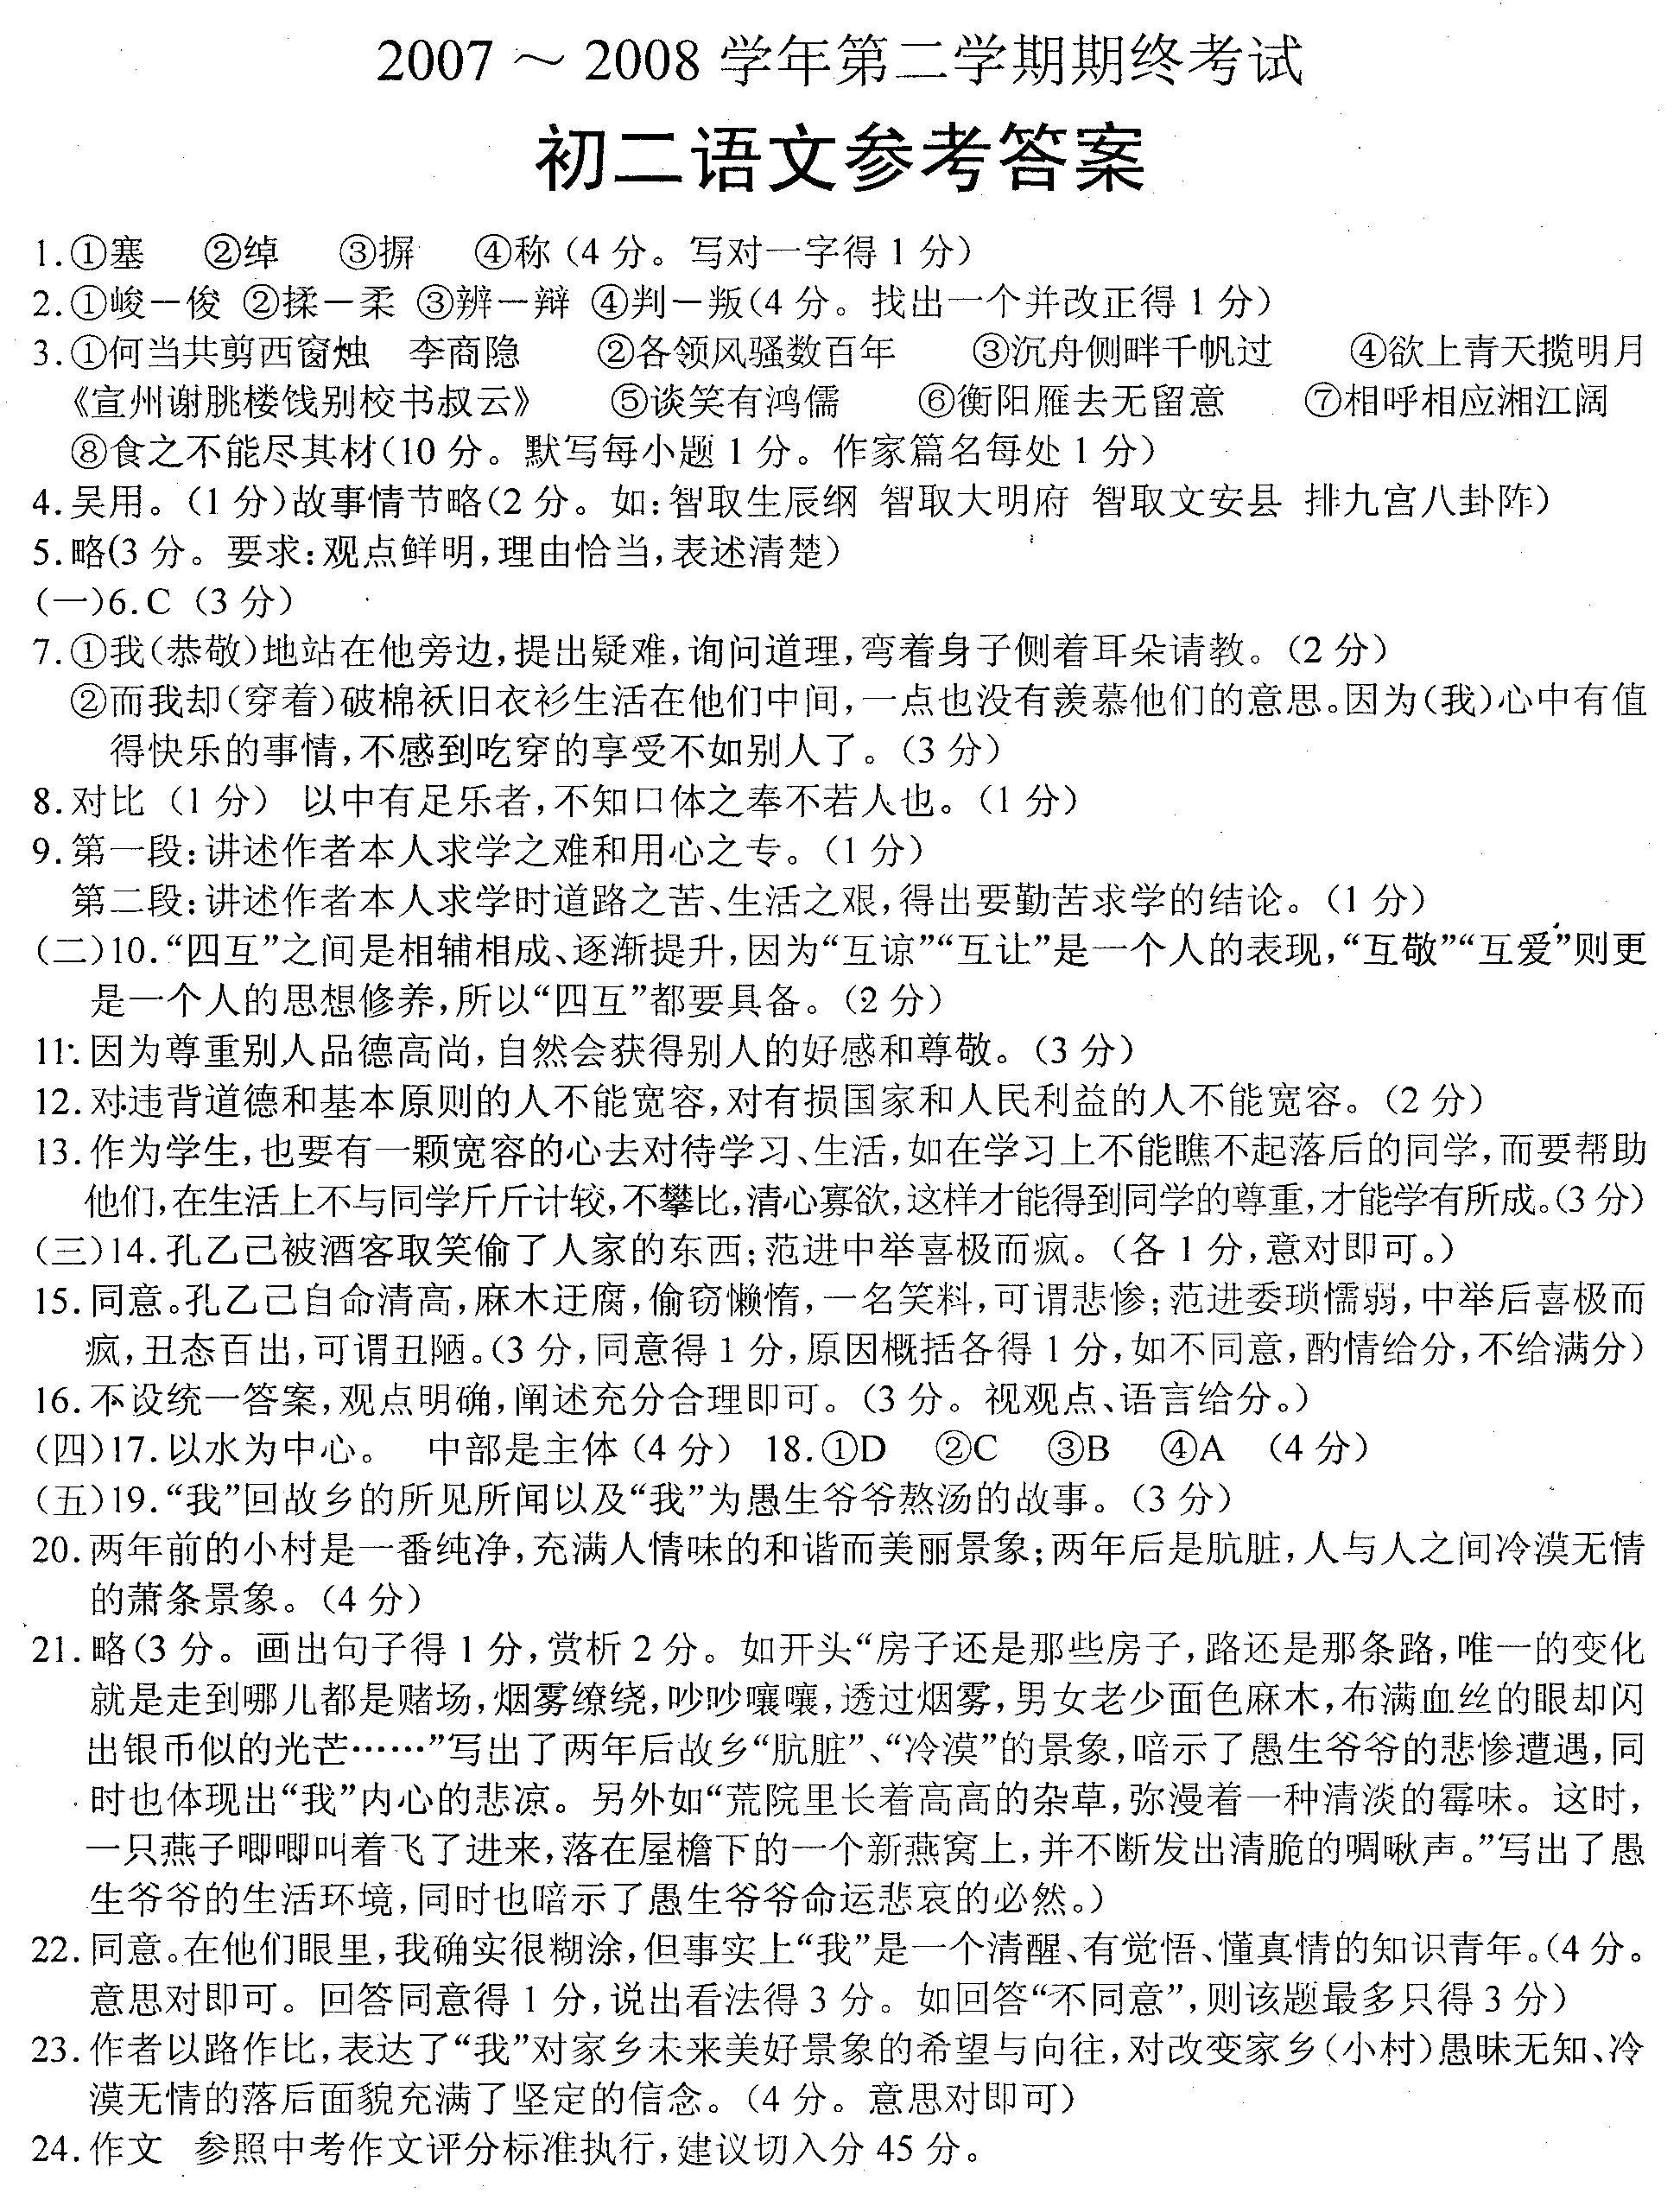 2007～2008 学年第二学期期终考试
初二语文参考答案
1.①塞 ②绰 ③摒 ④称(4 分。写对一字得 1 分)
2.①峻－俊 ②揉－柔 ③辨－辩 ④判－叛(4 分。找出一个并改正得 1 分)
3.①何当共剪西窗烛 李商隐 ②各领风骚数百年 ③沉舟侧畔千帆过 ④欲上青天揽明月
《宣州谢朓楼饯别校书叔云》 ⑤谈笑有鸿儒 ⑥衡阳雁去无留意 ⑦相呼相应湘江阔
⑧食之不能尽其材(10 分。默写每小题 1 分。作家篇名每处 1 分)
4.吴用。(1 分)故事情节略(2 分。如:智取生辰纲 智取大明府 智取文安县 排九宫八卦阵)
5.略(3 分。要求:观点鲜明,理由恰当,表述清楚)
(一)6.C (3 分)
7.①我(恭敬)地站在他旁边,提出疑难,询问道理,弯着身子侧着耳朵请教。(2 分)
②而我却(穿着)破棉袄旧衣衫生活在他们中间,一点也没有羡慕他们的意思。因为(我)心中有值
得快乐的事情,不感到吃穿的享受不如别人了。(3 分)
8.对比 (1 分) 以中有足乐者,不知口体之奉不若人也。(1 分)
9.第一段:讲述作者本人求学之难和用心之专。(1 分)
第二段:讲述作者本人求学时道路之苦、生活之艰,得出要勤苦求学的结论。(1 分)
(二)10.“四互”之间是相辅相成、逐渐提升,因为“互谅”“互让”是一个人的表现,“互敬”“互爱”则更
是一个人的思想修养,所以“四互”都要具备。(2 分)
11.因为尊重别人品德高尚,自然会获得别人的好感和尊敬。(3 分)
12.对违背道德和基本原则的人不能宽容,对有损国家和人民利益的人不能宽容。(2 分)
13.作为学生,也要有一颗宽容的心去对待学习、生活,如在学习上不能瞧不起落后的同学,而要帮助
他们,在生活上不与同学斤斤计较,不攀比,清心寡欲,这样才能得到同学的尊重,才能学有所成。(3 分)
(三)14.孔乙己被酒客取笑偷了人家的东西;范进中举喜极而疯。(各 1 分,意对即可。)
15.同意。孔乙己自命清高,麻木迂腐,偷窃懒惰,一名笑料,可谓悲惨;范进委琐懦弱,中举后喜极而
疯,丑态百出,可谓丑陋。(3 分,同意得 1 分,原因概括各得 1 分,如不同意,酌情给分,不给满分)
16.不设统一答案,观点明确,阐述充分合理即可。(3 分。视观点、语言给分。)
(四)17.以水为中心。 中部是主体(4 分) 18.①D ②C ③B ④A (4 分)
(五)19.“我”回故乡的所见所闻以及“我”为愚生爷爷熬汤的故事。(3 分)
20.两年前的小村是一番纯净,充满人情味的和谐而美丽景象;两年后是肮脏,人与人之间冷漠无情
的萧条景象。(4 分)
21.略(3 分。画出句子得 1 分,赏析 2 分。如开头“房子还是那些房子,路还是那条路,唯一的变化
就是走到哪儿都是赌场,烟雾缭绕,吵吵嚷嚷,透过烟雾,男女老少面色麻木,布满血丝的眼却闪
出银币似的光芒……”写出了两年后故乡“肮脏”、“冷漠”的景象,暗示了愚生爷爷的悲惨遭遇,同
时也体现出“我”内心的悲凉。另外如“荒院里长着高高的杂草,弥漫着一种清淡的霉味。这时,
一只燕子唧唧叫着飞了进来,落在屋檐下的一个新燕窝上,并不断发出清脆的啁啾声。”写出了愚
生爷爷的生活环境,同时也暗示了愚生爷爷命运悲哀的必然。)
22.同意。在他们眼里,我确实很糊涂,但事实上“我”是一个清醒、有觉悟、懂真情的知识青年。(4 分。
意思对即可。回答同意得 1 分,说出看法得 3 分。如回答“不同意”,则该题最多只得 3 分)
23.作者以路作比,表达了“我”对家乡未来美好景象的希望与向往,对改变家乡(小村)愚昧无知、冷
漠无情的落后面貌充满了坚定的信念。(4 分。意思对即可)
24.作文 参照中考作文评分标准执行,建议切入分 45 分。